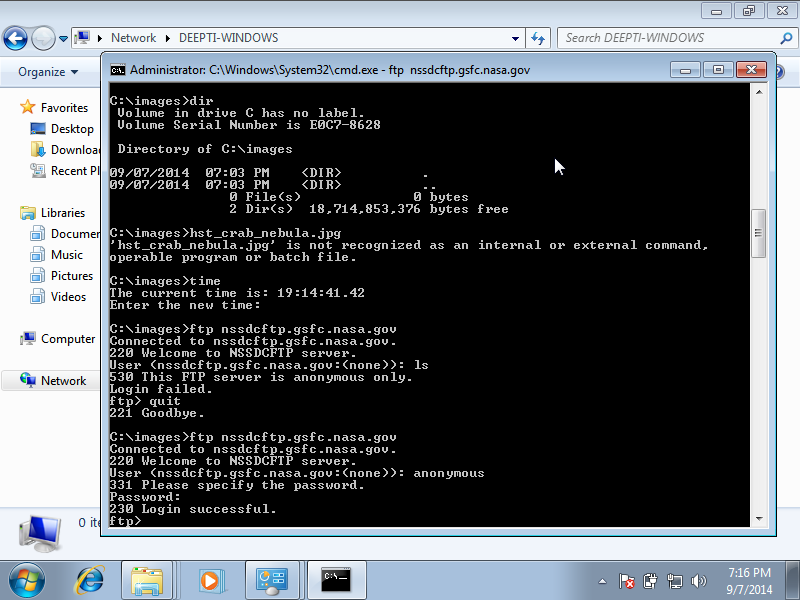 Network ▸ DEEPTI-WINDOWS
Search DEEPTI-WINDOWS
Organize
Administrator: C:\Windows\System32\cmd.exe - ftp nssdcftp.gsfc.nasa.gov
Favorites
Desktop
Downloa
Recent Pl
Libraries
Documer
Music
Pictures
Videos
Computer
Network
0 ite
C:\images>dir
Volume in drive C has no label.
Volume Serial Number is E0C7-8628
Directory of C:\images
09/07/2014 07:03 PM <DIR> .
09/07/2014 07:03 PM <DIR> ..
0 File(s) 0 bytes
2 Dir(s) 18,714,853,376 bytes free
C:\images>hst_crab_nebula.jpg
'hst_crab_nebula.jpg' is not recognized as an internal or external command,
operable program or batch file.
C:\images>time
The current time is: 19:14:41.42
Enter the new time:
C:\images>ftp nssdcftp.gsfc.nasa.gov
Connected to nssdcftp.gsfc.nasa.gov.
220 Welcome to NSSDCFTP server.
User (nssdcftp.gsfc.nasa.gov:(none)): ls
530 This FTP server is anonymous only.
Login failed.
ftp> quit
221 Goodbye.
C:\images>ftp nssdcftp.gsfc.nasa.gov
Connected to nssdcftp.gsfc.nasa.gov.
220 Welcome to NSSDCFTP server.
User (nssdcftp.gsfc.nasa.gov:(none)): anonymous
331 Please specify the password.
Password:
230 Login successful.
ftp>
C:\_
7:16 PM
9/7/2014